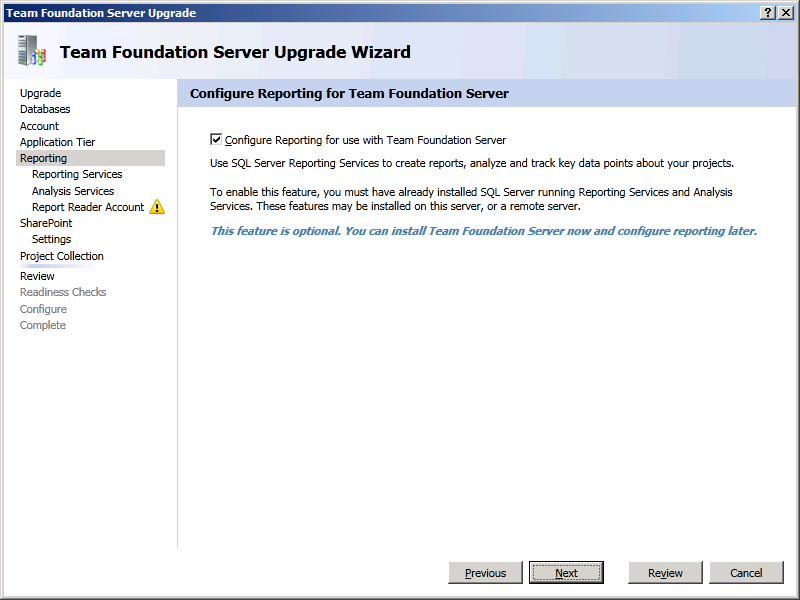 Team Foundation Server Upgrade
Team Foundation Server Upgrade Wizard
Upgrade
Databases
Account
Application Tier
Reporting
Reporting Services
Analysis Services
Report Reader Account
SharePoint
Settings
Project Collection
Review
Readiness Checks
Configure
Complete
Configure Reporting for Team Foundation Server
Configure Reporting for use with Team Foundation Server
Use SQL Server Reporting Services to create reports, analyze and track key data points about your projects.
To enable this feature, you must have already installed SQL Server running Reporting Services and Analysis
Services. These features may be installed on this server, or a remote server.
This feature is optional. You can install Team Foundation Server now and configure reporting later.
Previous
Next
Review
Cancel